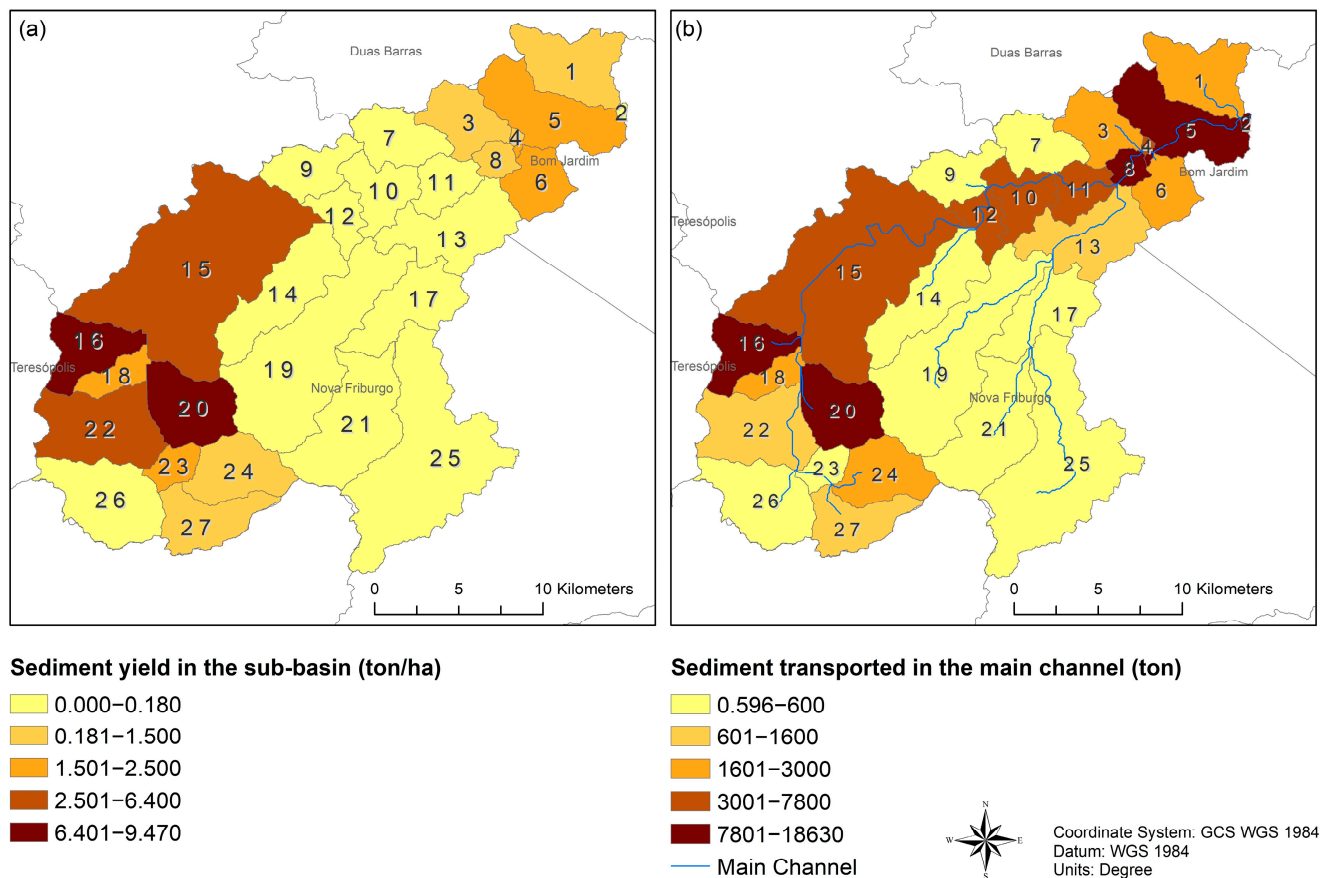 (a)
Duas Barras
1
2
3
5
4
7
8
Bom Jardim
9
10
11
6
12
13
15
14
17
16
Teresópolis
18
19
Nova Friburgo
20
21
22
23
24
25
26
27
0 5 10 Kilometers
(b)
Duas Barras
1
2
3
5
4
7
8
Bom Jardim
9
10
11
6
Teresópolis
12
13
15
14
17
16
Teresópolis
18
19
Nova Friburgo
20
21
22
23
24
25
26
27
0 5 10 Kilometers
Sediment yield in the sub-basin (ton/ha)
0.000–0.180
0.181–1.500
1.501–2.500
2.501–6.400
6.401–9.470
Sediment transported in the main channel (ton)
0.596–600
601–1600
1601–3000
3001–7800
7801–18630
Main Channel
N
W E
S
Coordinate System: GCS WGS 1984
Datum: WGS 1984
Units: Degree